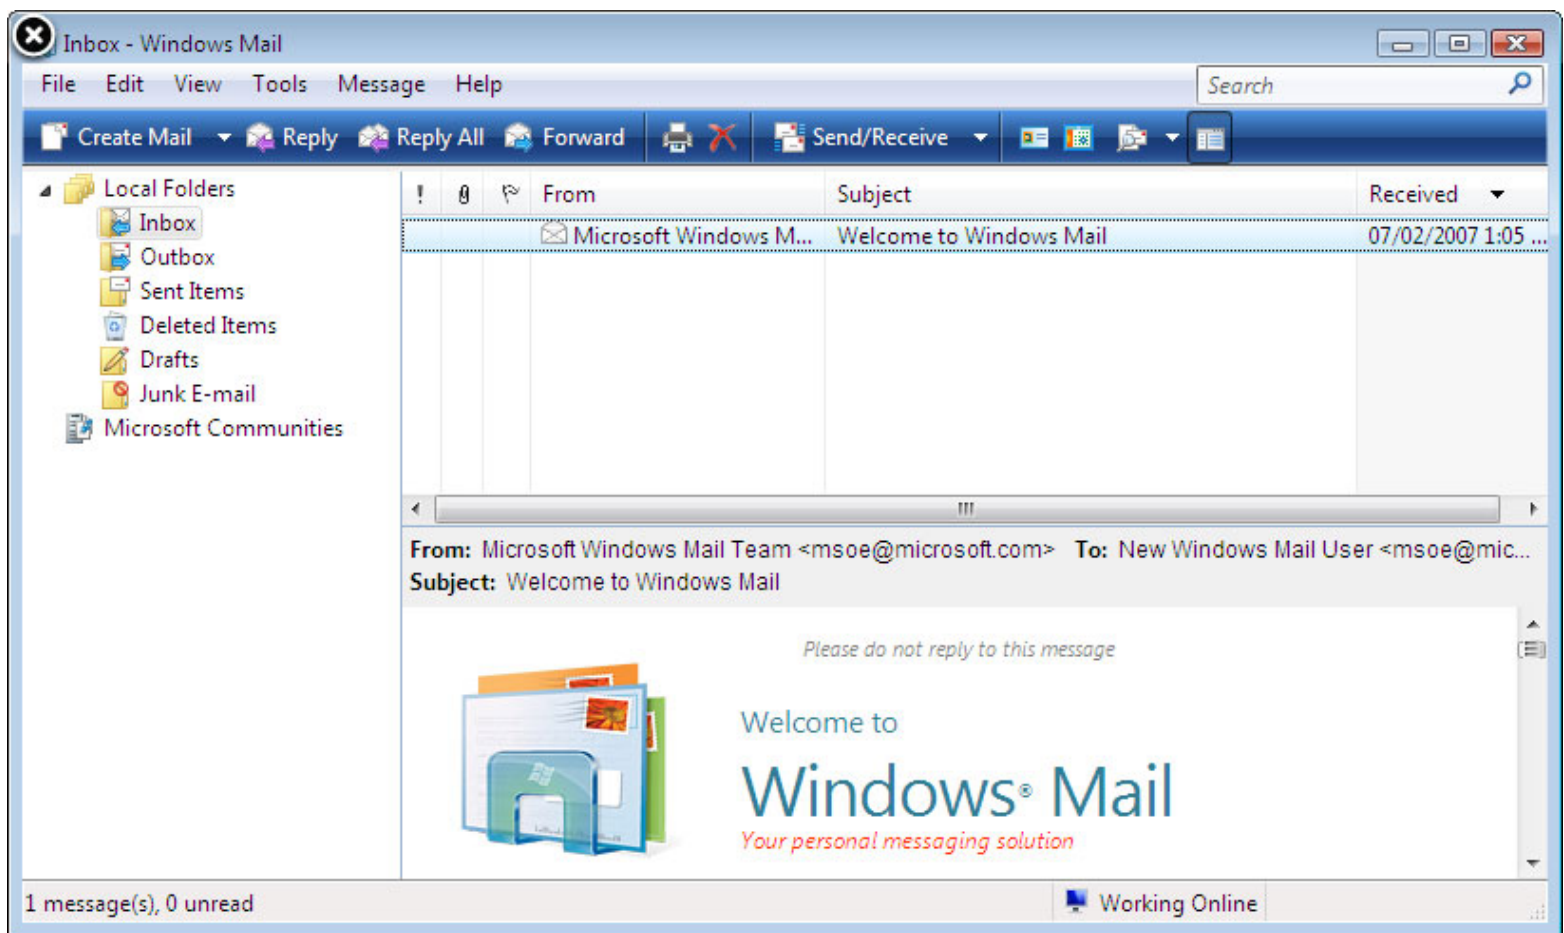 Inbox - Windows Mail
File Edit View Tools Message Help Search
Create Mail Reply Reply All Forward Send/Receive
Local Folders
Inbox
Outbox
Sent Items
Deleted Items
Drafts
Junk E-mail
Microsoft Communities
! From Subject Received
Microsoft Windows M... Welcome to Windows Mail 07/02/2007 1:05 ...
From: Microsoft Windows Mail Team <msoe@microsoft.com> To: New Windows Mail User <msoe@mic...
Subject: Welcome to Windows Mail
Please do not reply to this message
Welcome to
Windows® Mail
Your personal messaging solution
1 message(s), 0 unread Working Online